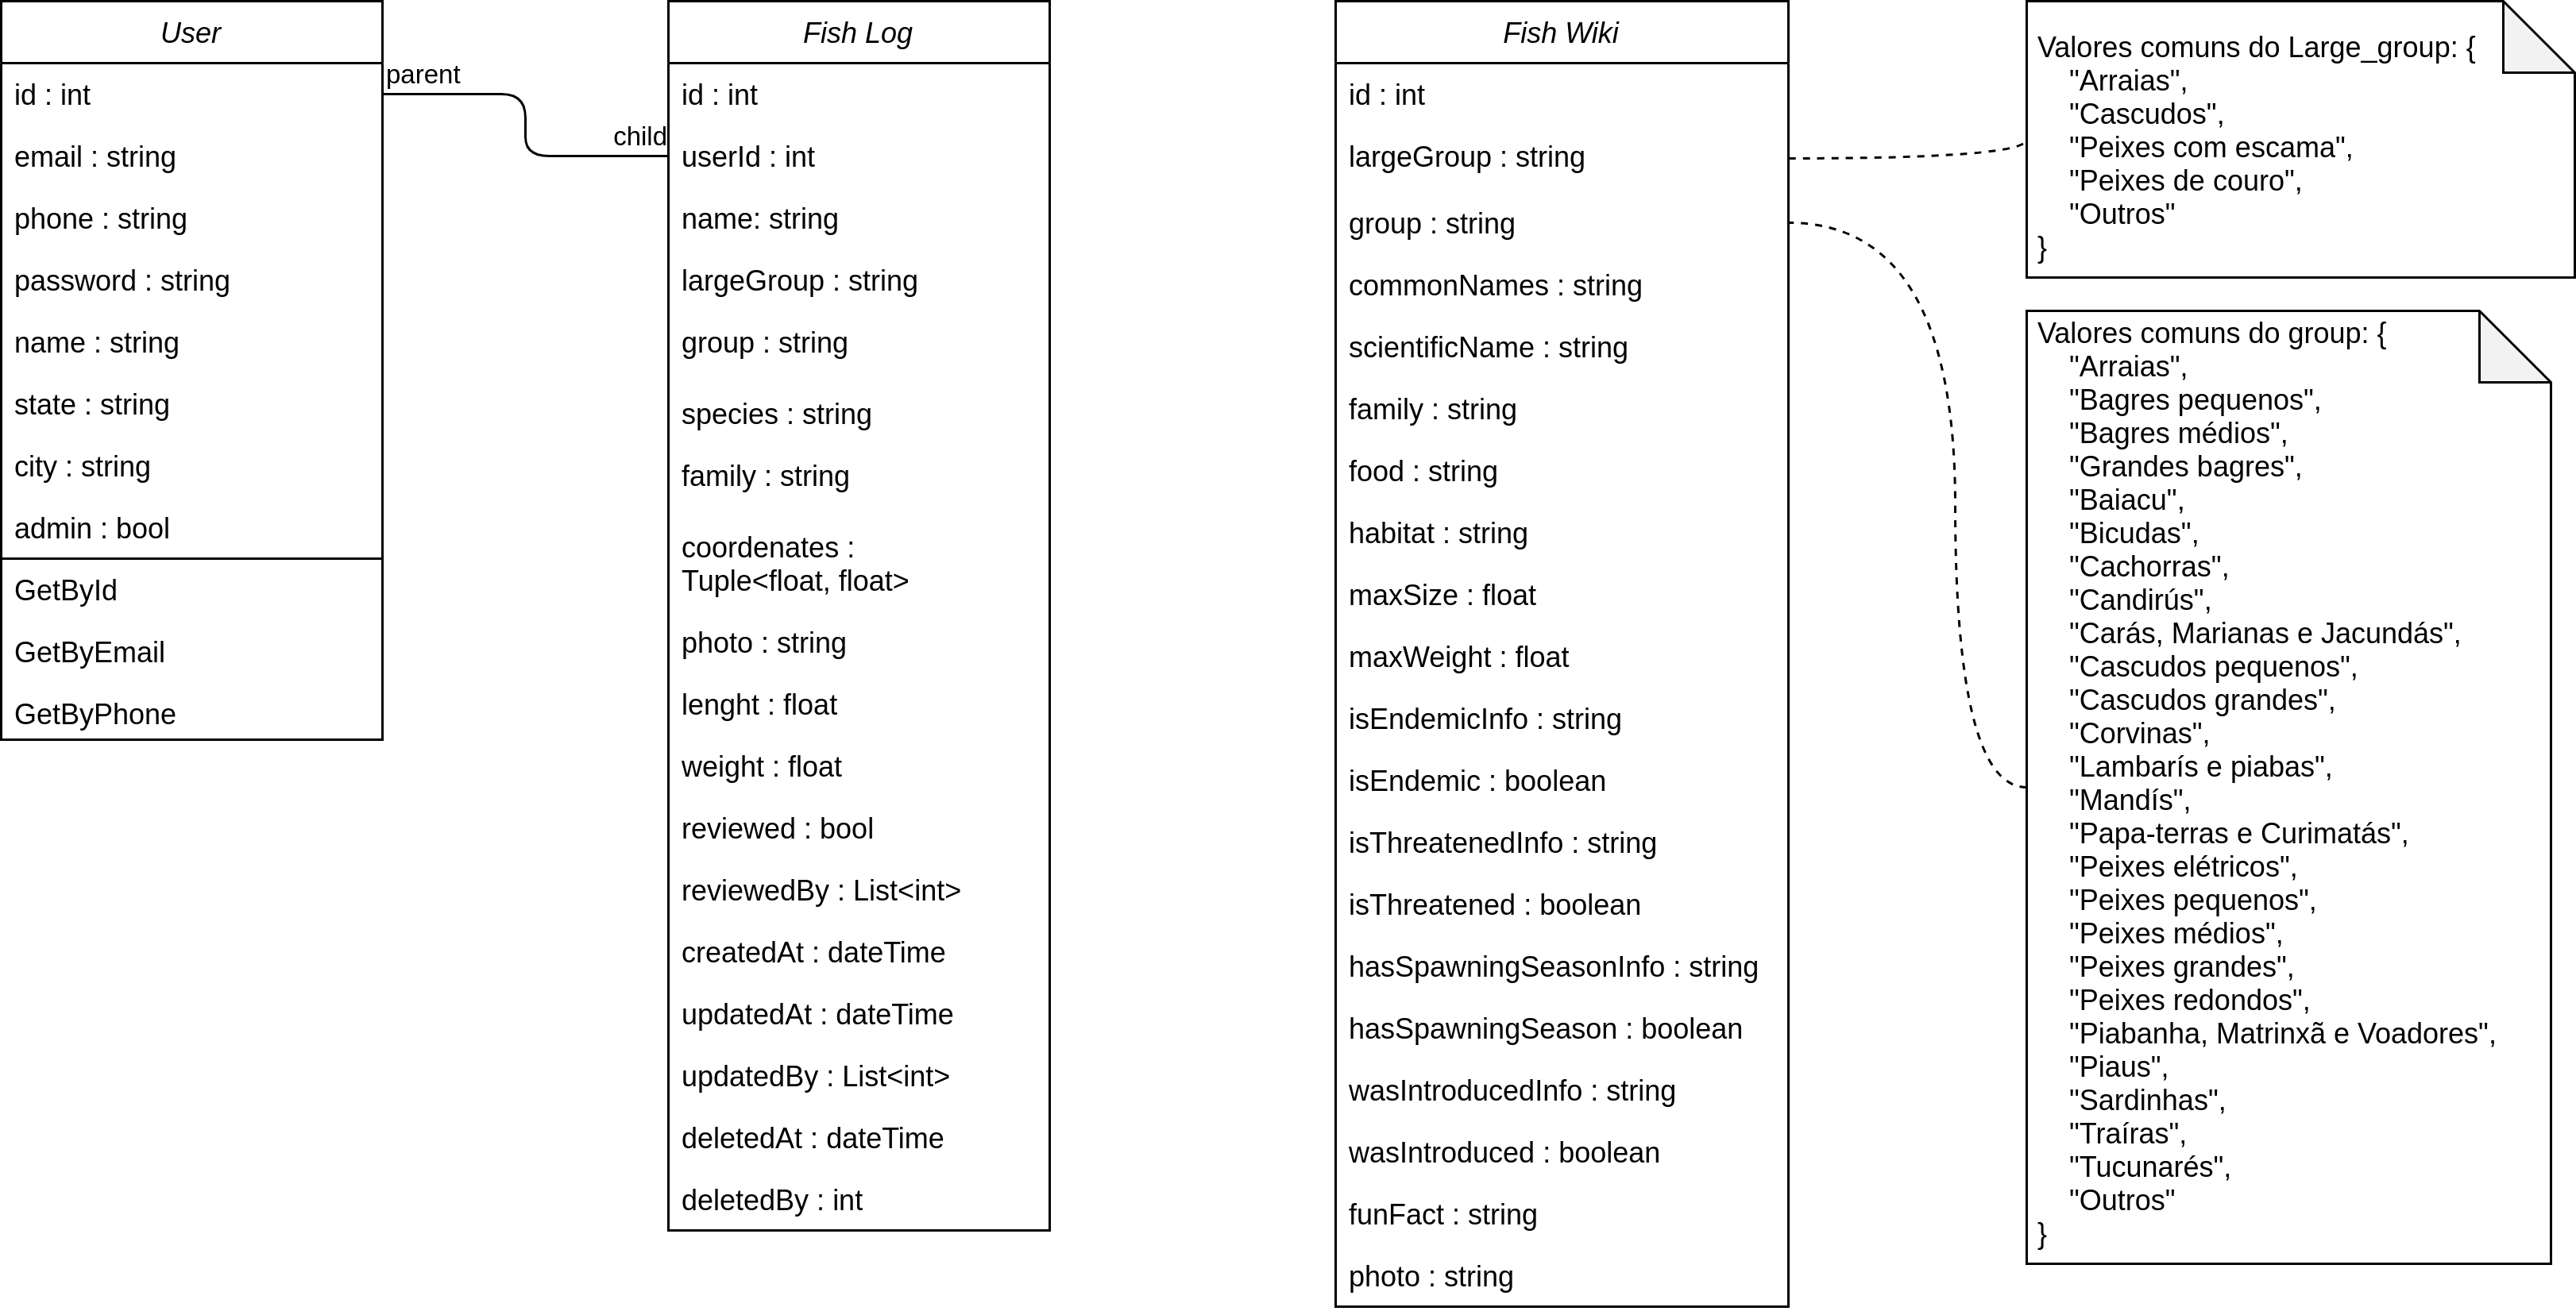 User
id : int
email : string
phone : string
password : string
name : string
state : string
city : string
admin : bool
GetById
GetByEmail
GetByPhone
parent
child
Fish Log
id : int
userId : int
name: string
largeGroup : string
group : string
species : string
family : string
coordenates :
Tuple<float, float>
photo : string
lenght : float
weight : float
reviewed : bool
reviewedBy : List<int>
createdAt : dateTime
updatedAt : dateTime
updatedBy : List<int>
deletedAt : dateTime
deletedBy : int
Fish Wiki
id : int
largeGroup : string
group : string
commonNames : string
scientificName : string
family : string
food : string
habitat : string
maxSize : float
maxWeight : float
isEndemicInfo : string
isEndemic : boolean
isThreatenedInfo : string
isThreatened : boolean
hasSpawningSeasonInfo : string
hasSpawningSeason : boolean
wasIntroducedInfo : string
wasIntroduced : boolean
funFact : string
photo : string
Valores comuns do Large_group: {
"Arraias",
"Cascudos",
"Peixes com escama",
"Peixes de couro",
"Outros"
}
Valores comuns do group: {
"Arraias",
"Bagres pequenos",
"Bagres médios",
"Grandes bagres",
"Baiacu",
"Bicudas",
"Cachorras",
"Candirús",
"Carás, Marianas e Jacundás",
"Cascudos pequenos",
"Cascudos grandes",
"Corvinas",
"Lambarís e piabas",
"Mandís",
"Papa-terras e Curimatás",
"Peixes elétricos",
"Peixes pequenos",
"Peixes médios",
"Peixes grandes",
"Peixes redondos",
"Piabanha, Matrinxã e Voadores",
"Piaus",
"Sardinhas",
"Traíras",
"Tucunarés",
"Outros"
}